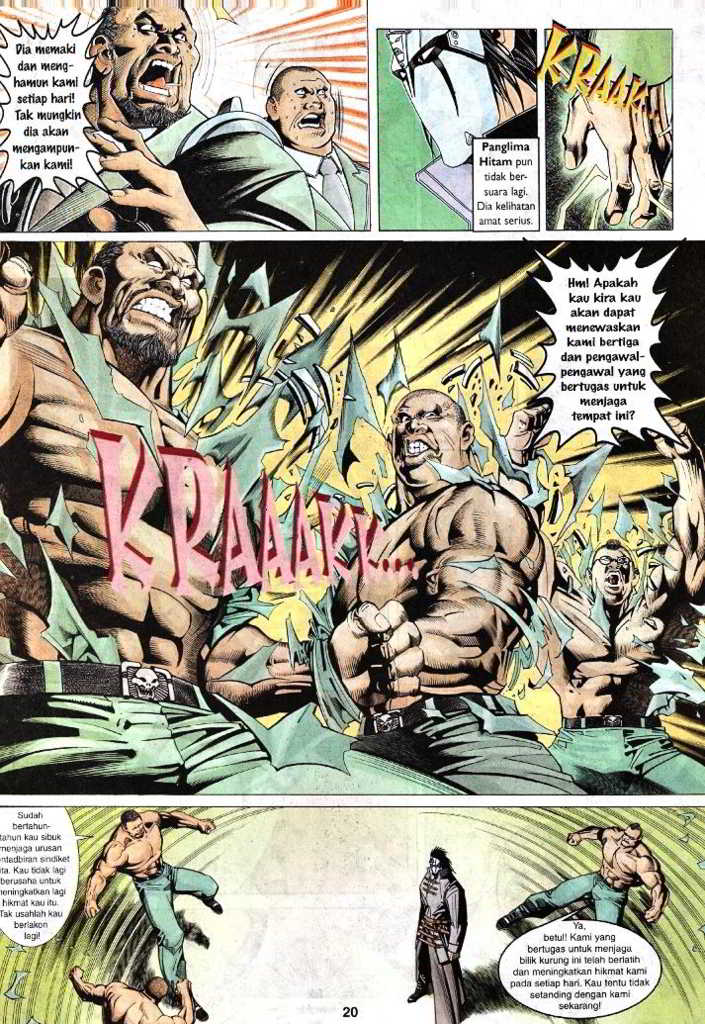 Dia memaki
dan meng-
hamun kami
setiap hari!
Tak mungkin
dia akan
mengampun-
kan kami!
Panglima
Hitam pun
tidak ber-
suara lagi.
Dia kelihatan
amat serius.
KRAAKK...
Hm! Apakah
kau kira kau
akan dapat
menewaskan
kami bertiga
dan pengawal-
pengawal yang
bertugas untuk
menjaga
tempat ini?
KRAAAKK...
Sudah
bertahun-
tahun kau sibuk
menjaga urusan
entadbiran sindiket
ita. Kau tidak lagi
berusaha untuk
meningkatkan lagi
hikmat kau itu.
Tak usahlah kau
berlakon
lagi!
Ya,
betul! Kami yang
bertugas untuk menjaga
bilik kurung ini telah berlatih
dan meningkatkan hikmat kami
pada setiap hari. Kau tidak
setanding dengan kami
sekarang!
20